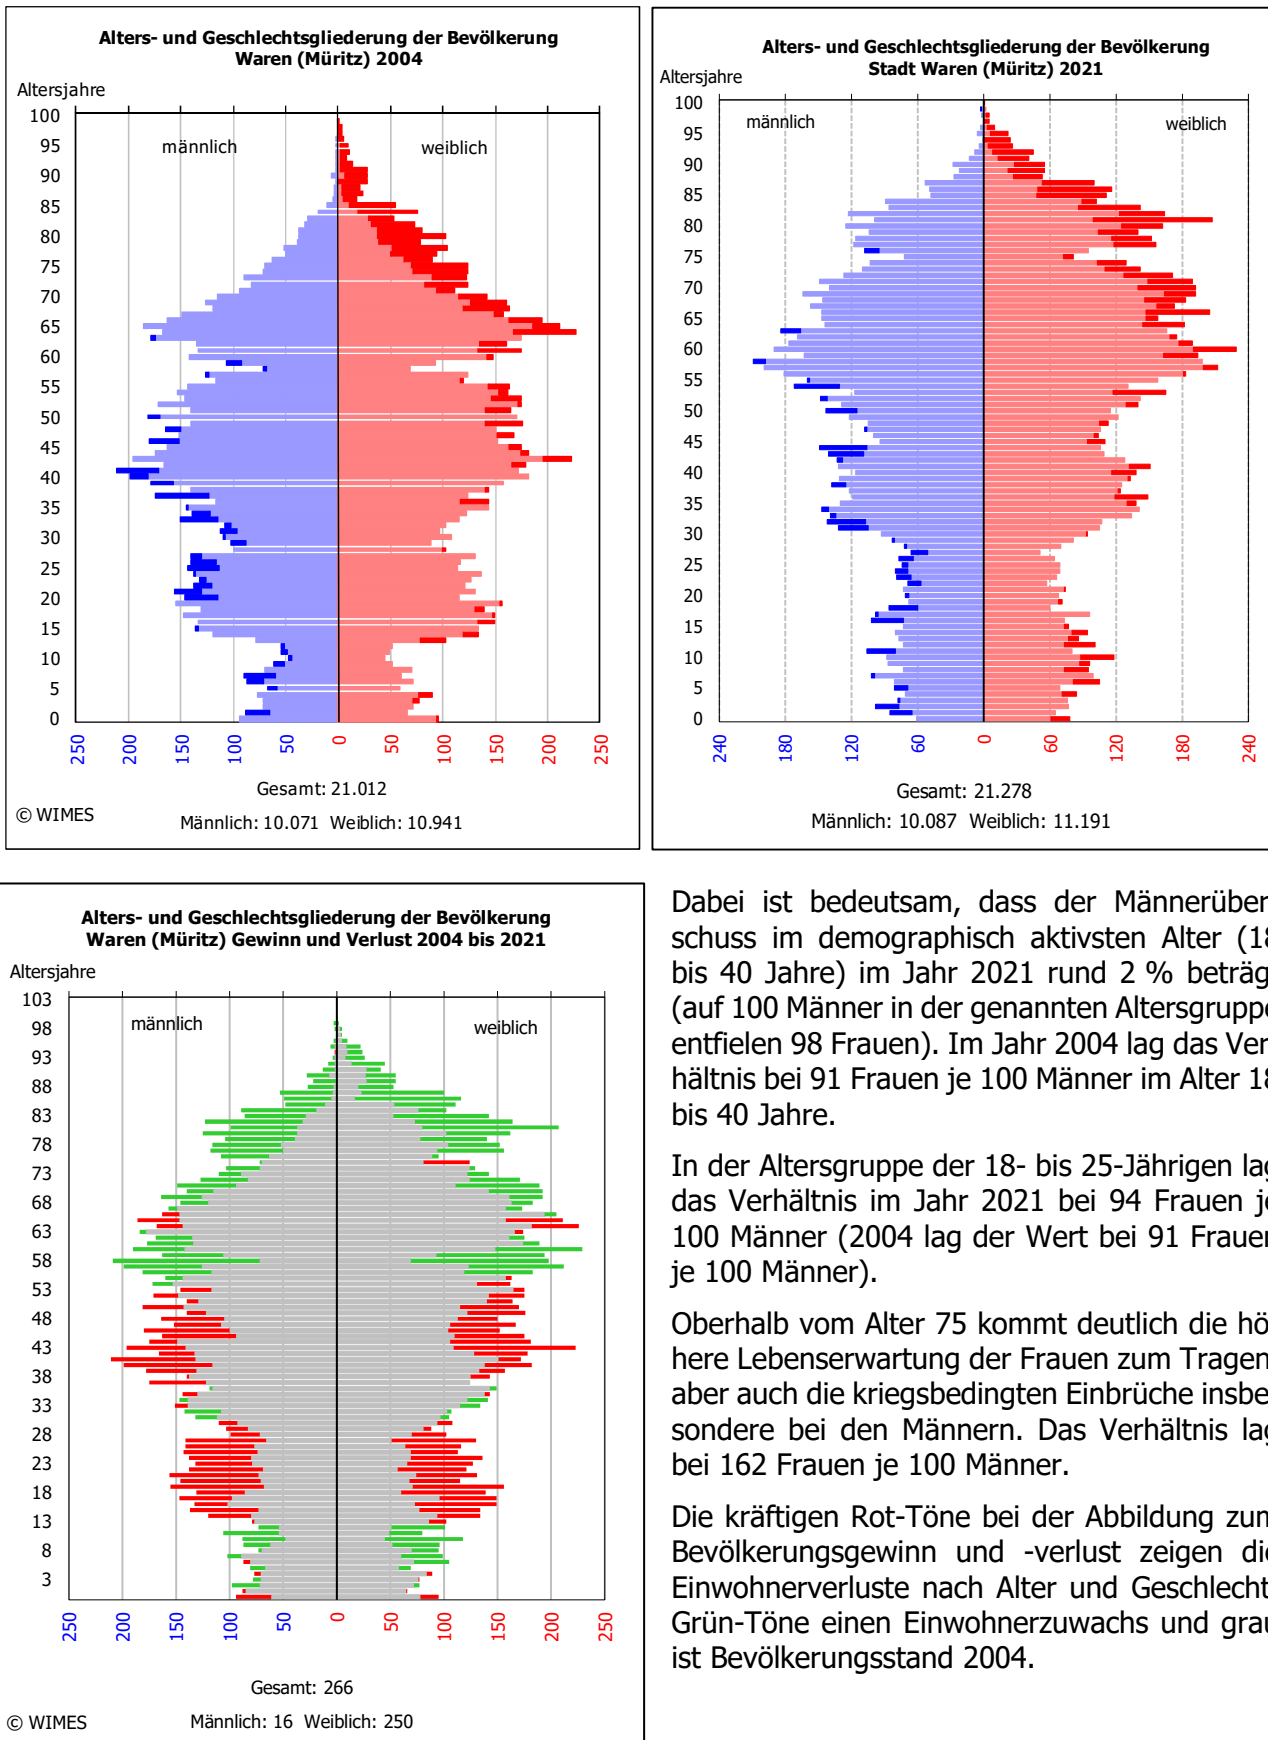 Alters- und Geschlechtsgliederung der Bevölkerung
Waren (Müritz) 2004
Altersjahre
männlich
weiblich
100
95
90
85
80
75
70
65
60
55
50
45
40
35
30
25
20
15
10
5
0
250
200
150
100
50
0
50
100
150
200
250
Gesamt: 21.012
© WIMES
Männlich: 10.071 Weiblich: 10.941
Alters- und Geschlechtsgliederung der Bevölkerung
Stadt Waren (Müritz) 2021
Altersjahre
männlich
weiblich
100
95
90
85
80
75
70
65
60
55
50
45
40
35
30
25
20
15
10
5
0
240
180
120
60
0
60
120
180
240
Gesamt: 21.278
Männlich: 10.087 Weiblich: 11.191
Alters- und Geschlechtsgliederung der Bevölkerung
Waren (Müritz) Gewinn und Verlust 2004 bis 2021
Altersjahre
männlich
weiblich
103
98
93
88
83
78
73
68
63
58
53
48
43
38
33
28
23
18
13
8
3
250
200
150
100
50
0
50
100
150
200
250
Gesamt: 266
© WIMES
Männlich: 16 Weiblich: 250
Dabei ist bedeutsam, dass der Männerüber
schuss im demographisch aktivsten Alter (18
bis 40 Jahre) im Jahr 2021 rund 2 % beträg
(auf 100 Männer in der genannten Altersgruppe
entfielen 98 Frauen). Im Jahr 2004 lag das Ver
hältnis bei 91 Frauen je 100 Männer im Alter 18
bis 40 Jahre.
In der Altersgruppe der 18- bis 25-Jährigen lag
das Verhältnis im Jahr 2021 bei 94 Frauen je
100 Männer (2004 lag der Wert bei 91 Frauen
je 100 Männer).
Oberhalb vom Alter 75 kommt deutlich die hö
here Lebenserwartung der Frauen zum Tragen
aber auch die kriegsbedingten Einbrüche insbe
sondere bei den Männern. Das Verhältnis lag
bei 162 Frauen je 100 Männer.
Die kräftigen Rot-Töne bei der Abbildung zum
Bevölkerungsgewinn und -verlust zeigen die
Einwohnerverluste nach Alter und Geschlecht
Grün-Töne einen Einwohnerzuwachs und grau
ist Bevölkerungsstand 2004.